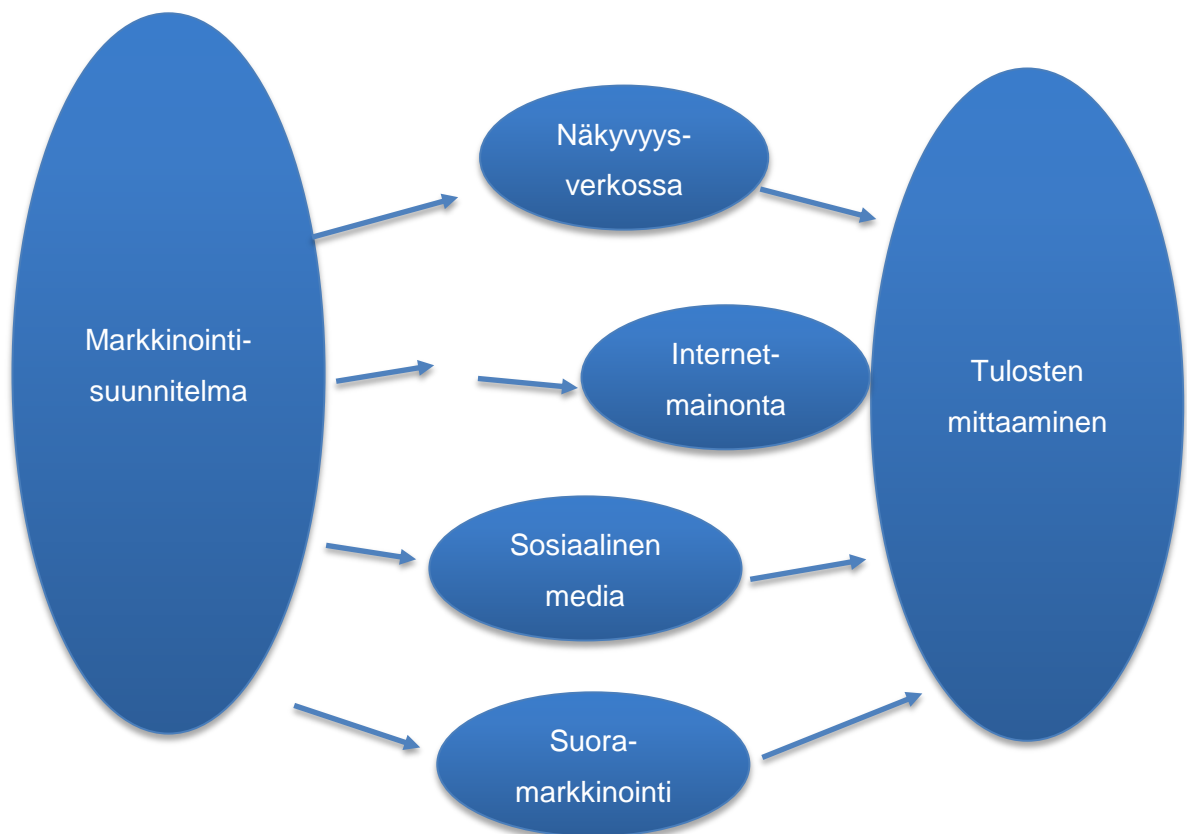 Markkinointi-
suunnitelma
Näkyvyys-
verkossa
Internet-
mainonta
Sosiaalinen
media
Suora-
markkinointi
Tulosten
mittaaminen